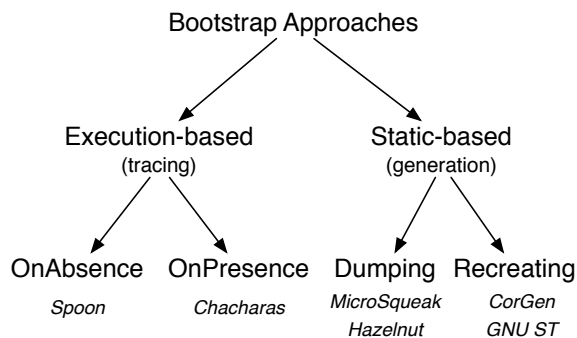 Bootstrap Approaches
Execution-based
(tracing)
Static-based
(generation)
OnAbsence
OnPresence
Dumping
Recreating
Spoon
Chacharas
MicroSqueak
Hazelnut
CorGen
GNU ST